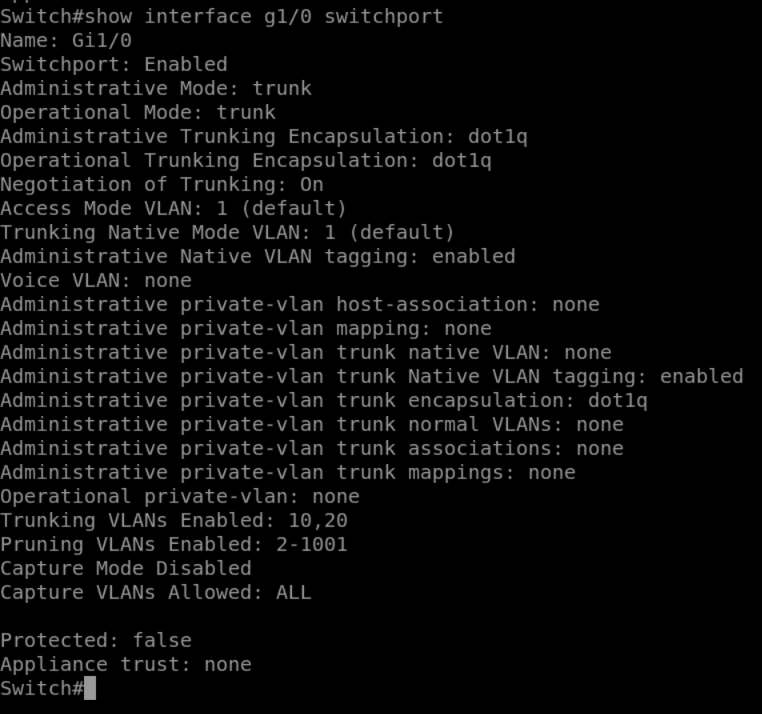 Switch#show interface g1/0 switchport
Name: Gi1/0
Switchport: Enabled
Administrative Mode: trunk
Operational Mode: trunk
Administrative Trunking Encapsulation: dot1q
Operational Trunking Encapsulation: dot1q
Negotiation of Trunking: On
Access Mode VLAN: 1 (default)
Trunking Native Mode VLAN: 1 (default)
Administrative Native VLAN tagging: enabled
Voice VLAN: none
Administrative private-vlan host-association: none
Administrative private-vlan mapping: none
Administrative private-vlan trunk native VLAN: none
Administrative private-vlan trunk Native VLAN tagging: enabled
Administrative private-vlan trunk encapsulation: dot1q
Administrative private-vlan trunk normal VLANs: none
Administrative private-vlan trunk associations: none
Administrative private-vlan trunk mappings: none
Operational private-vlan: none
Trunking VLANs Enabled: 10,20
Pruning VLANs Enabled: 2-1001
Capture Mode Disabled
Capture VLANs Allowed: ALL
Protected: false
Appliance trust: none
Switch#